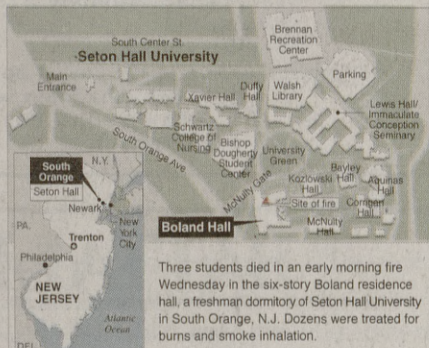 Brennan
Recreation
Center
South Center St.
Seton Hall University
Parking
Main
Entrance
Duffy
Hall
Walsh
Library
Xavier Hall
Lewis Hall/
Immaculate
Conception
Seminary
Schwartz
College of
Nursing
South Orange Ave
Bishop
Dougherty
Student
Center
University
Green
McNulty Gate
Bayley
Hall
Kozlowski
Hall
Aquinas
Hall
Site of fire
Corrigan
Hall
McNulty
Hall
Boland Hall
N.Y.
South
Orange
Seton Hall
Newark
New
York
City
PA.
Trenton
Philadelphia
NEW
JERSEY
Atlantic
Ocean
DEL.
Three students died in an early morning fire
Wednesday in the six-story Boland residence
hall, a freshman dormitory of Seton Hall University
in South Orange, N.J. Dozens were treated for
burns and smoke inhalation.